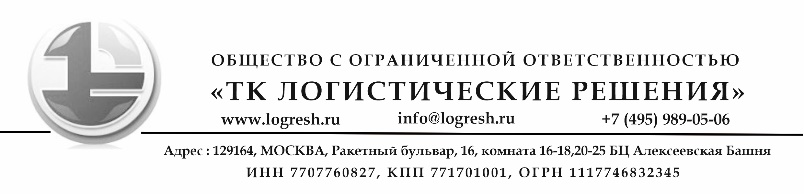 ОБЩЕСТВО С ОГРАНИЧЕННОЙ ОТВЕТСТВЕННОСТЬЮ
«ТК ЛОГИСТИЧЕСКИЕ РЕШЕНИЯ»
www.logresh.ru info@logresh.ru +7 (495) 989-05-06
Адрес : 129164, МОСКВА, Ракетный бульвар, 16, комната 16-18,20-25 БЦ Алексеевская Башня
ИНН 7707760827, КПП 771701001, ОГРН 1117746832345